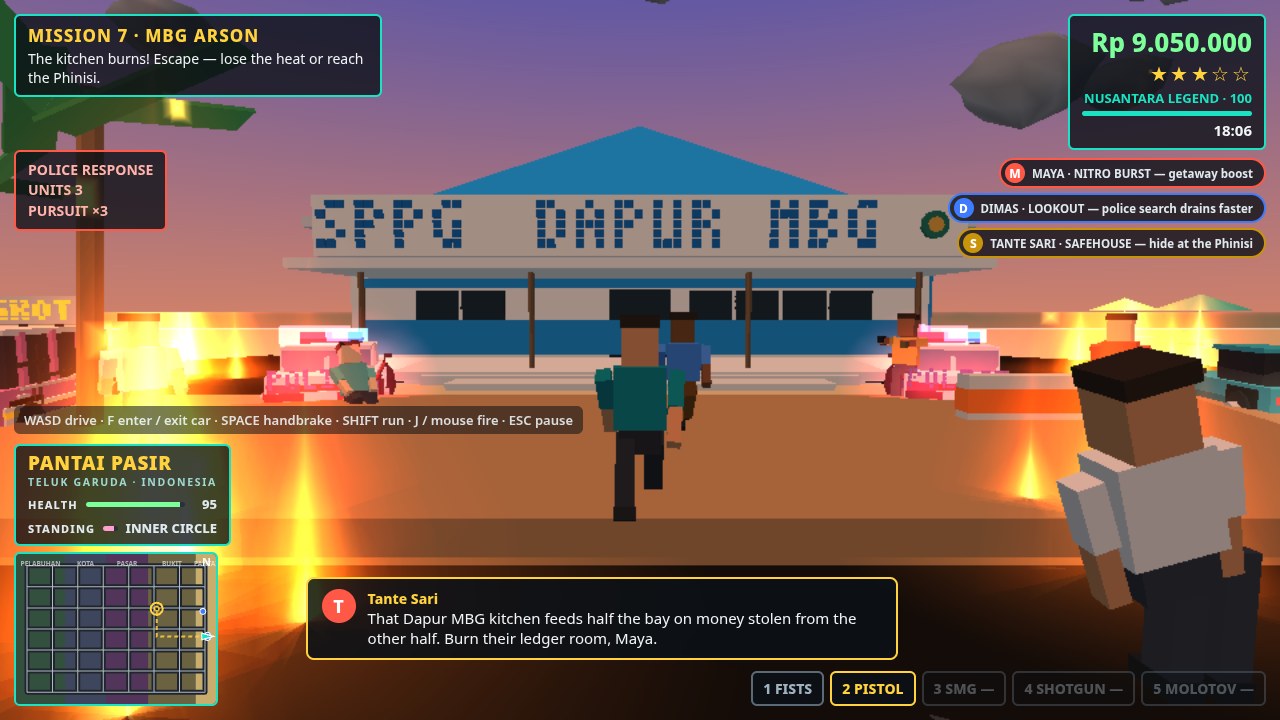 MISSION 7 · MBG ARSON
The kitchen burns! Escape — lose the heat or reach
the Phinisi.
Rp 9.050.000
★★★☆☆
NUSANTARA LEGEND · 100
18:06
POLICE RESPONSE
UNITS 3
PURSUIT ×3
M MAYA · NITRO BURST — getaway boost
D DIMAS · LOOKOUT — police search drains faster
S TANTE SARI · SAFEHOUSE — hide at the Phinisi
SPPG DAPUR MBG
WASD drive · F enter / exit car · SPACE handbrake · SHIFT run · J / mouse fire · ESC pause
PANTAI PASIR
TELUK GARUDA · INDONESIA
HEALTH 95
STANDING INNER CIRCLE
PELABUHAN KOTA PASAR BUKIT
N
T
Tante Sari
That Dapur MBG kitchen feeds half the bay on money stolen from the
other half. Burn their ledger room, Maya.
1 FISTS
2 PISTOL
3 SMG —
4 SHOTGUN —
5 MOLOTOV —